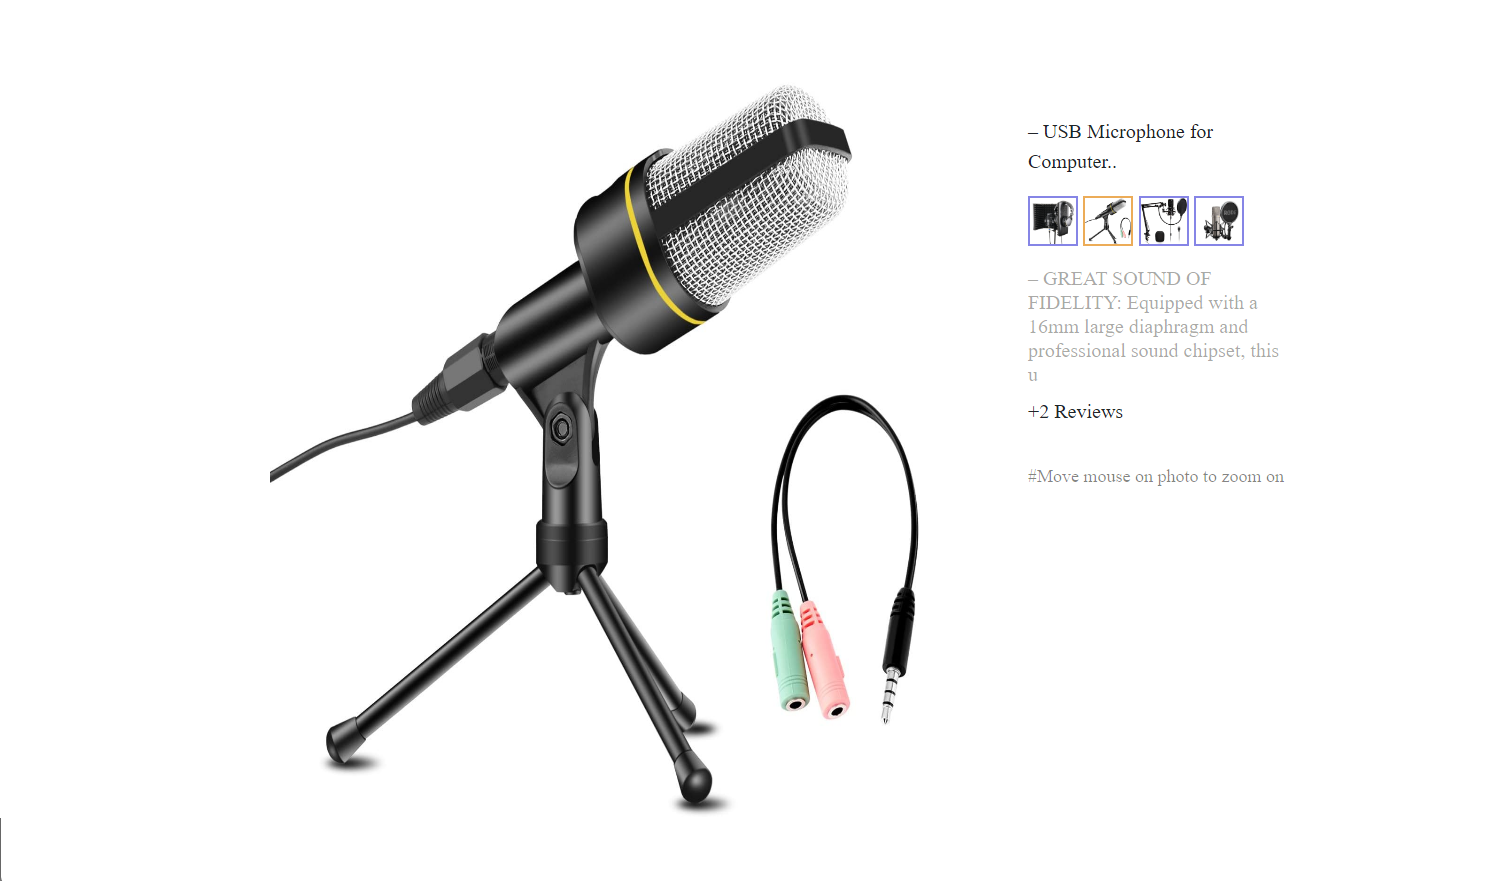 – USB Microphone for
Computer..
– GREAT SOUND OF
FIDELITY: Equipped with a
16mm large diaphragm and
professional sound chipset, this
u
+2 Reviews
#Move mouse on photo to zoom on